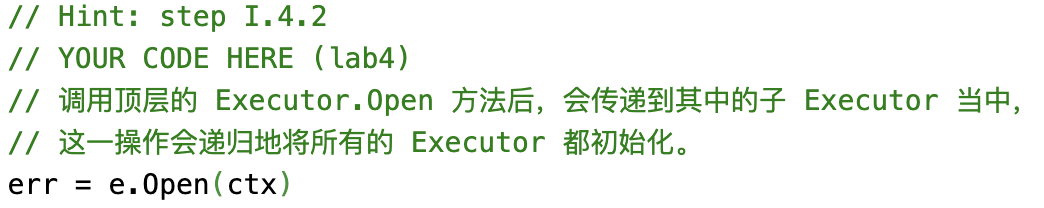 // Hint: step I.4.2
// YOUR CODE HERE (lab4)
// 调用顶层的 Executor.Open 方法后，会传递到其中的子 Executor 当中，
// 这一操作会递归地将所有的 Executor 都初始化。
err = e.Open(ctx)